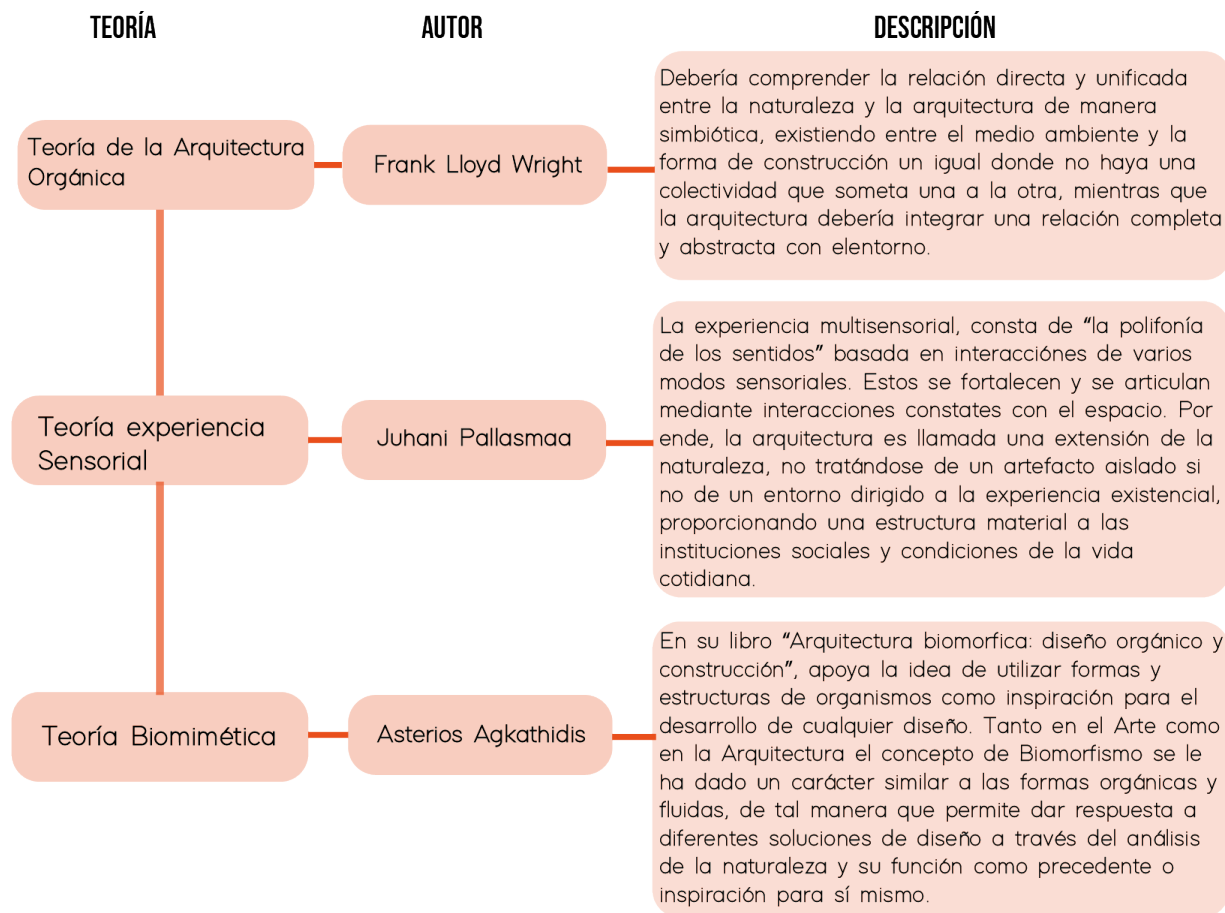 TEORÍA
AUTOR
DESCRIPCIÓN
Teoría de la Arquitectura
Orgánica
Frank Lloyd Wright
Debería comprender la relación directa y unificada
entre la naturaleza y la arquitectura de manera
simbiótica, existiendo entre el medio ambiente y la
forma de construcción un igual donde no haya una
colectividad que someta una a la otra, mientras que
la arquitectura debería integrar una relación completa
y abstracta con elentorno.
Teoría experiencia
Sensorial
Juhani Pallasmaa
La experiencia multisensorial, consta de "la polifonía
de los sentidos" basada en interacciónes de varios
modos sensoriales. Estos se fortalecen y se articulan
mediante interacciones constates con el espacio. Por
ende, la arquitectura es llamada una extensión de la
naturaleza, no tratándose de un artefacto aislado si
no de un entorno dirigido a la experiencia existencial,
proporcionando una estructura material a las
instituciones sociales y condiciones de la vida
cotidiana.
Teoría Biomimética
Asterios Agkathidis
En su libro "Arquitectura biomorfica: diseño orgánico y
construcción", apoya la idea de utilizar formas y
estructuras de organismos como inspiración para el
desarrollo de cualquier diseño. Tanto en el Arte como
en la Arquitectura el concepto de Biomorfismo se le
ha dado un carácter similar a las formas orgánicas y
fluidas, de tal manera que permite dar respuesta a
diferentes soluciones de diseño a través del análisis
de la naturaleza y su función como precedente o
inspiración para sí mismo.